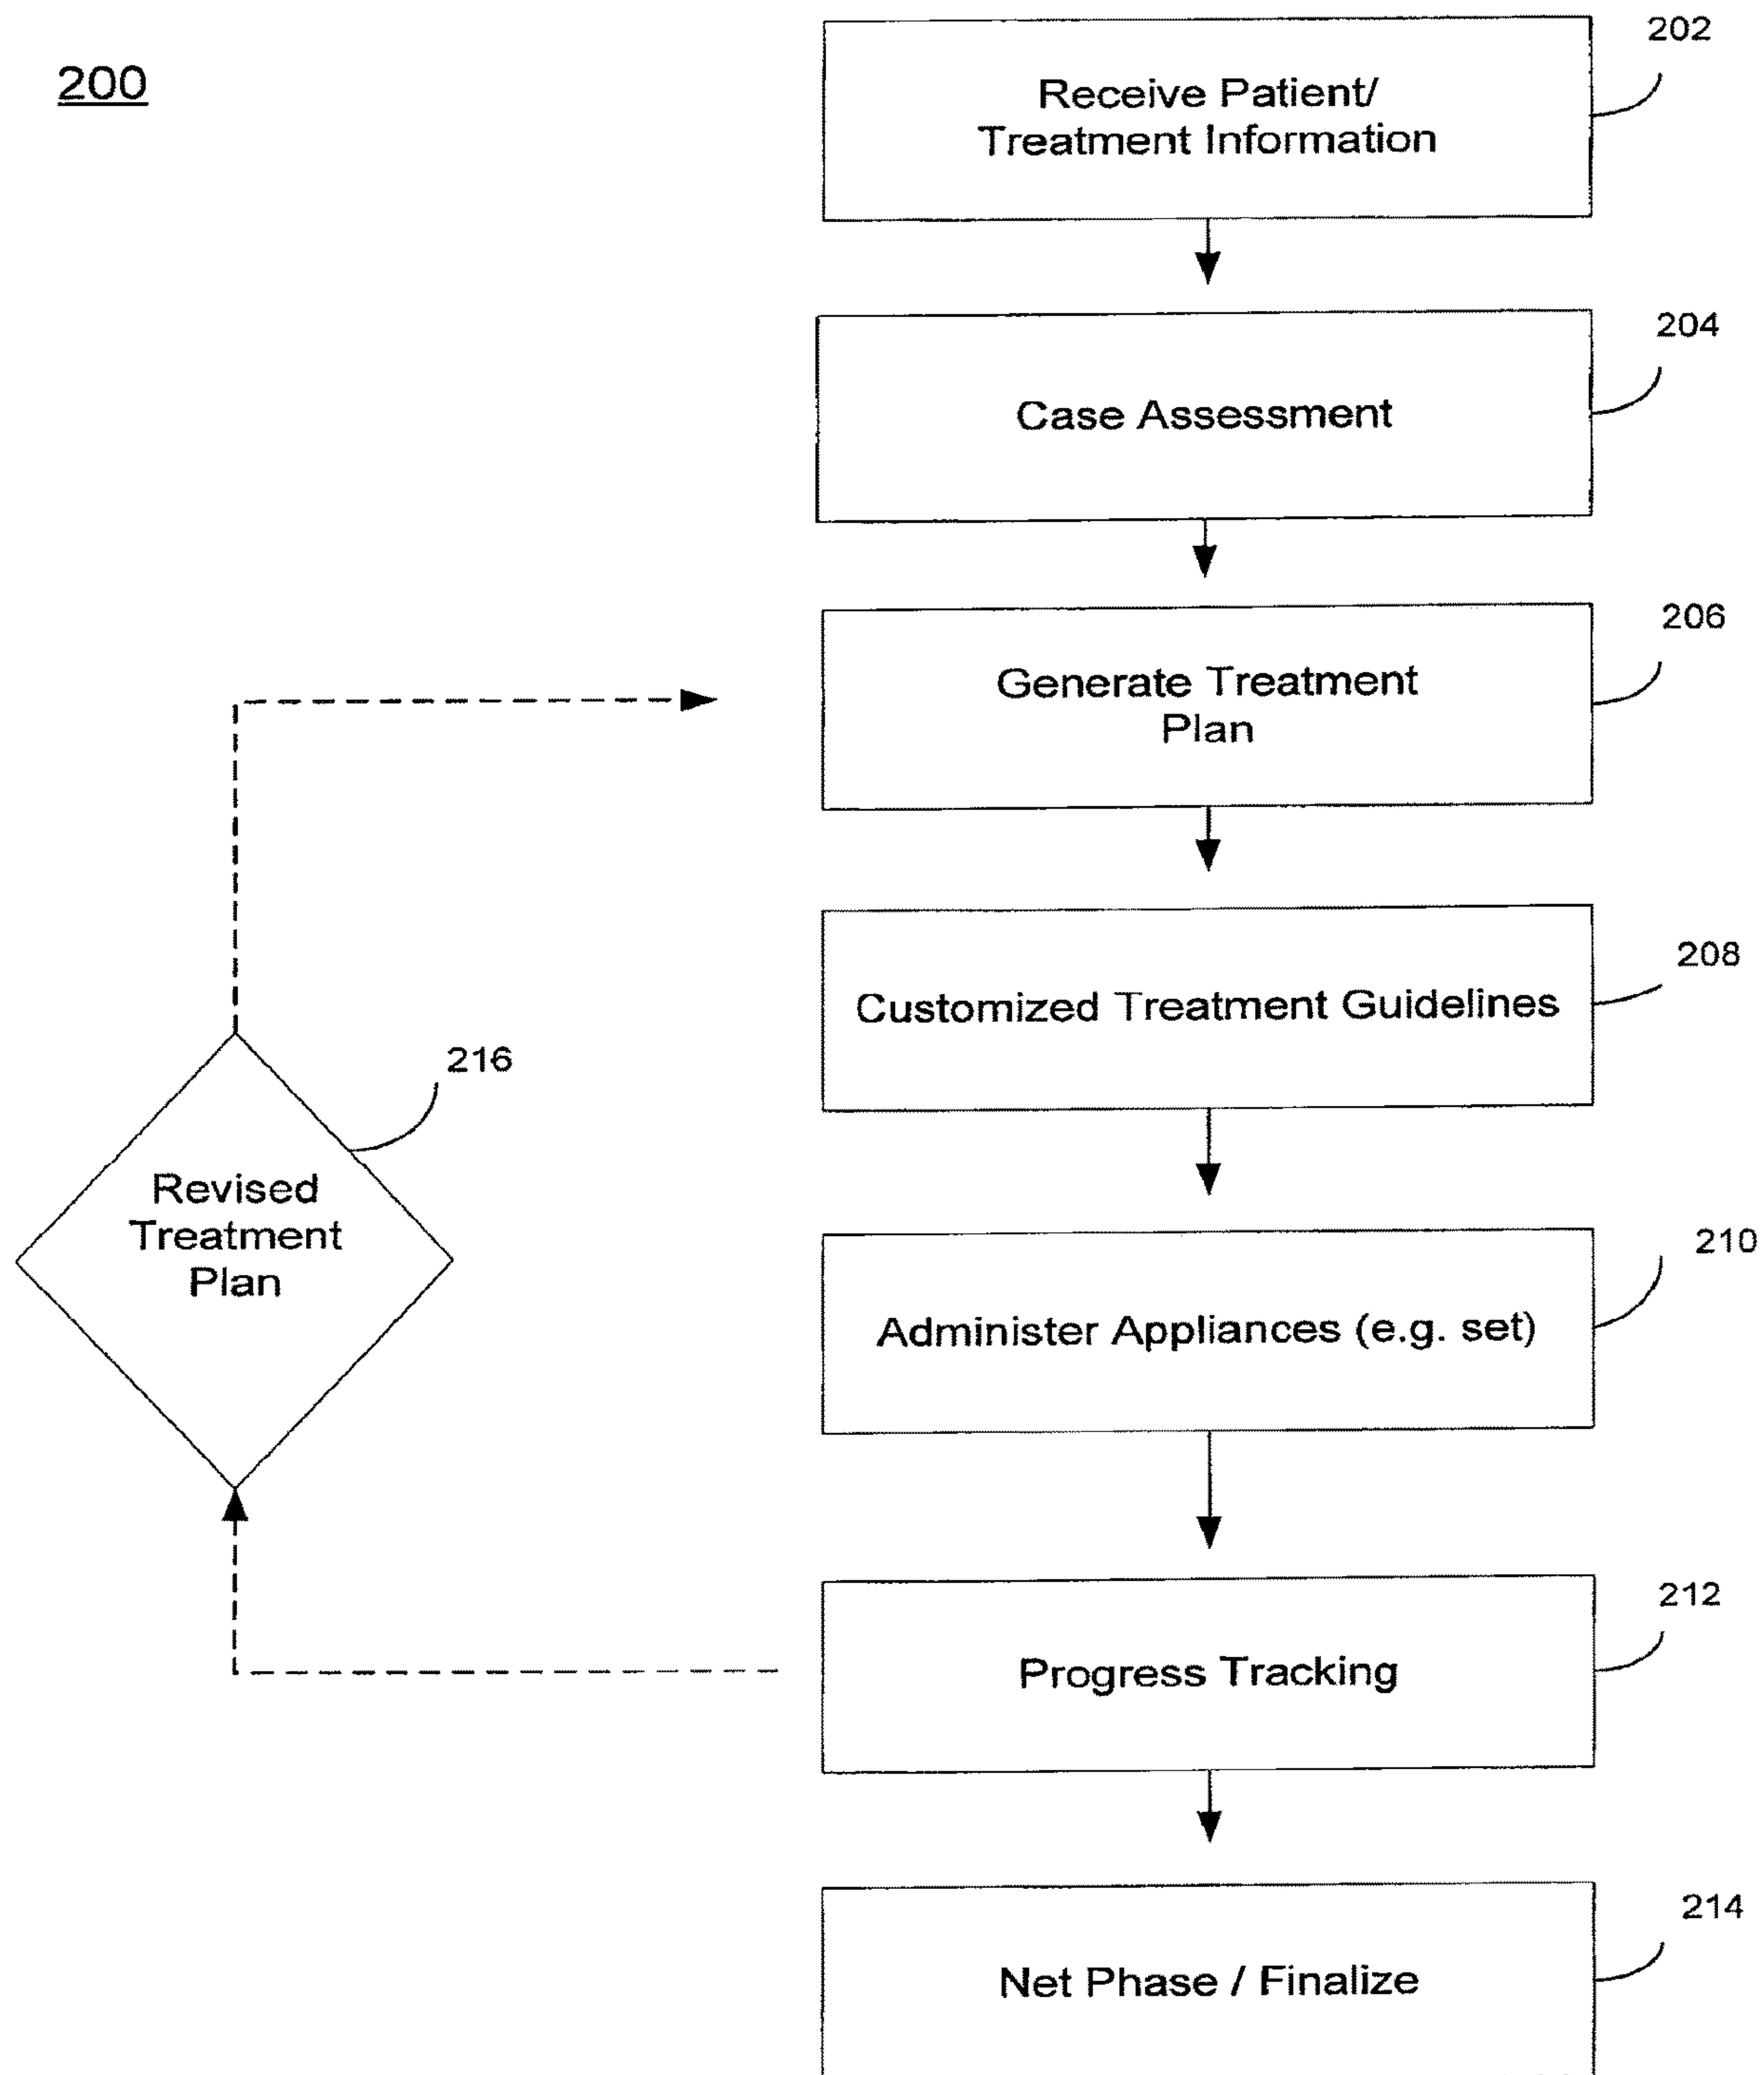 200
202
Receive Patient/
Treatment Information
204
Case Assessment
206
Generate Treatment
Plan
208
Customized Treatment Guidelines
216
Revised
Treatment
Plan
210
Administer Appliances (e.g. set)
212
Progress Tracking
214
Net Phase / Finalize